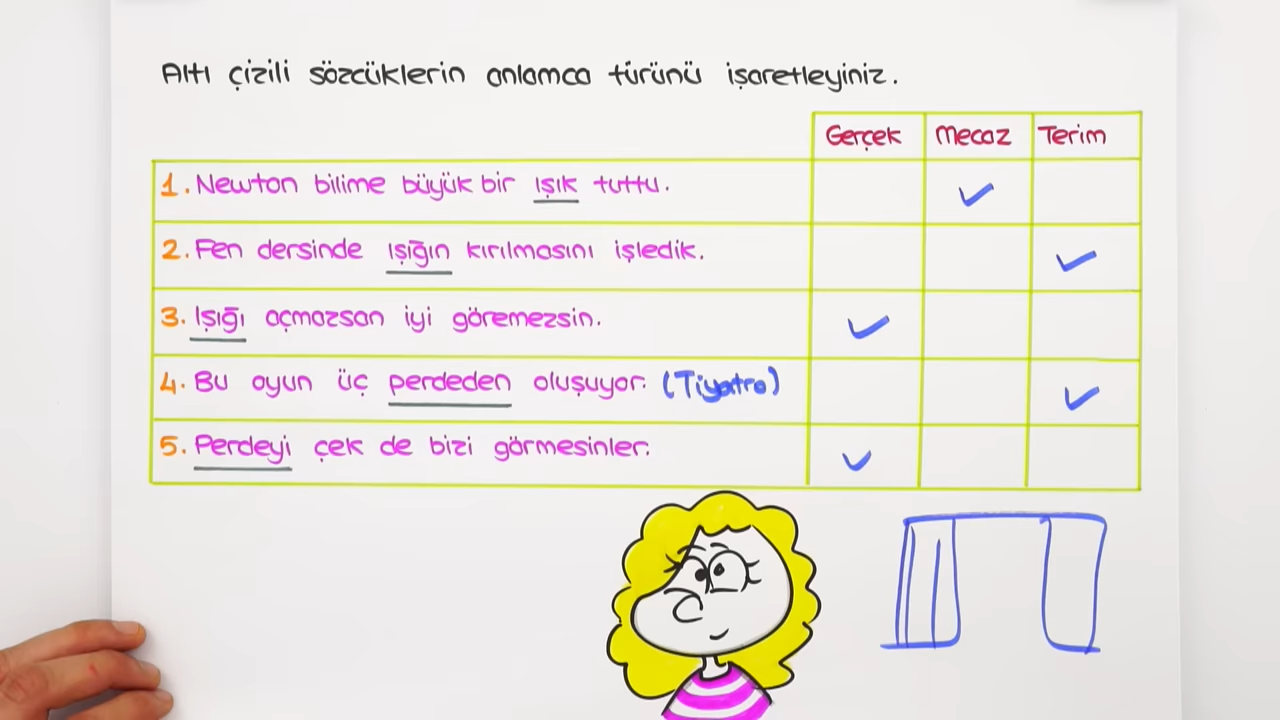 Altı çizili sözcüklerin anlamca türünü işaretleyiniz.
Gerçek Mecaz Terim
1. Newton bilime büyük bir ışık tuttu.
2. Fen dersinde ışığın kırılmasını işledik.
3. Işığı açmazsan iyi göremezsin.
4. Bu oyun üç perdeden oluşuyor. (Tiyatro)
5. Perdeyi çek de bizi görmesinler.